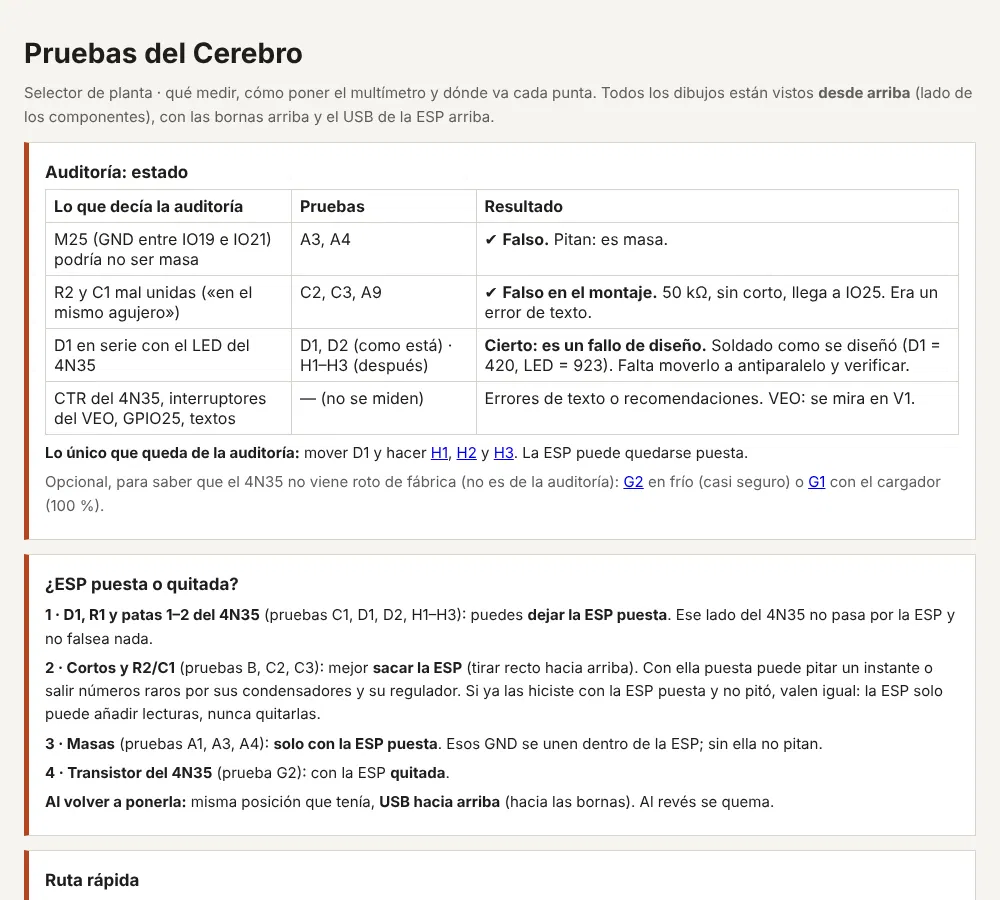 Pruebas del Cerebro
Selector de planta · qué medir, cómo poner el multímetro y dónde va cada punta. Todos los dibujos están vistos desde arriba (lado de
los componentes), con las bornas arriba y el USB de la ESP arriba.
Auditoría: estado
Lo que decía la auditoría Pruebas Resultado
M25 (GND entre IO19 e IO21) A3, A4 ✔ Falso. Pitan: es masa.
podría no ser masa
R2 y C1 mal unidas («en el C2, C3, A9 ✔ Falso en el montaje. 50 kΩ, sin corto, llega a IO25. Era un
mismo agujero») error de texto.
D1 en serie con el LED del D1, D2 (como está) · Cierto: es un fallo de diseño. Soldado como se diseñó (D1 =
4N35 H1–H3 (después) 420, LED = 923). Falta moverlo a antiparalelo y verificar.
CTR del 4N35, interruptores — (no se miden) Errores de texto o recomendaciones. VEO: se mira en V1.
del VEO, GPIO25, textos
Lo único que queda de la auditoría: mover D1 y hacer H1, H2 y H3. La ESP puede quedarse puesta.
Opcional, para saber que el 4N35 no viene roto de fábrica (no es de la auditoría): G2 en frío (casi seguro) o G1 con el cargador
(100 %).
¿ESP puesta o quitada?
1 · D1, R1 y patas 1–2 del 4N35 (pruebas C1, D1, D2, H1–H3): puedes dejar la ESP puesta. Ese lado del 4N35 no pasa por la ESP y
no falsea nada.
2 · Cortos y R2/C1 (pruebas B, C2, C3): mejor sacar la ESP (tirar recto hacia arriba). Con ella puesta puede pitar un instante o
salir números raros por sus condensadores y su regulador. Si ya las hiciste con la ESP puesta y no pitó, valen igual: la ESP solo
puede añadir lecturas, nunca quitarlas.
3 · Masas (pruebas A1, A3, A4): solo con la ESP puesta. Esos GND se unen dentro de la ESP; sin ella no pitan.
4 · Transistor del 4N35 (prueba G2): con la ESP quitada.
Al volver a ponerla: misma posición que tenía, USB hacia arriba (hacia las bornas). Al revés se quema.
Ruta rápida